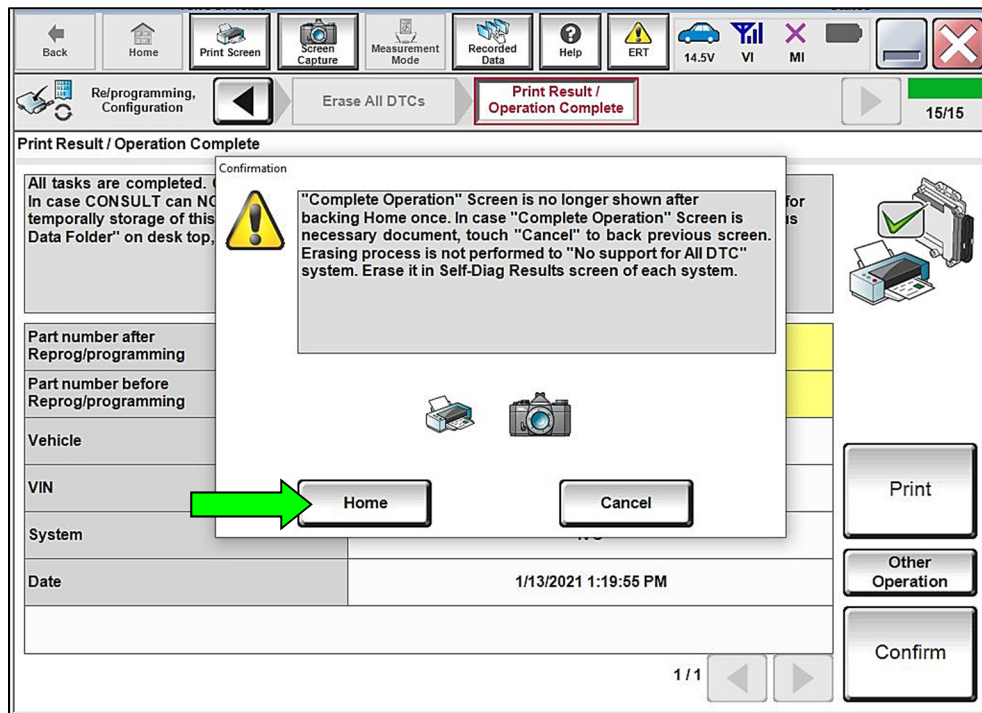 Back
Home
Print Screen
Screen
Capture
Measurement
Mode
Recorded
Data
Help
ERT
14.5V
VI
MI
Re/programming,
Configuration
Erase All DTCs
Print Result /
Operation Complete
15/15
Print Result / Operation Complete
Confirmation
All tasks are completed.
In case CONSULT can
for
temporally storage of this
Data Folder" on desk top,
"Complete Operation" Screen is no longer shown after
backing Home once. In case "Complete Operation" Screen is
necessary document, touch "Cancel" to back previous screen.
Erasing process is not performed to "No support for All DTC"
system. Erase it in Self-Diag Results screen of each system.
Part number after
Reprog/programming
Part number before
Reprog/programming
Vehicle
VIN
Home
Cancel
Print
System
Date
1/13/2021 1:19:55 PM
Other
Operation
Confirm
1/1